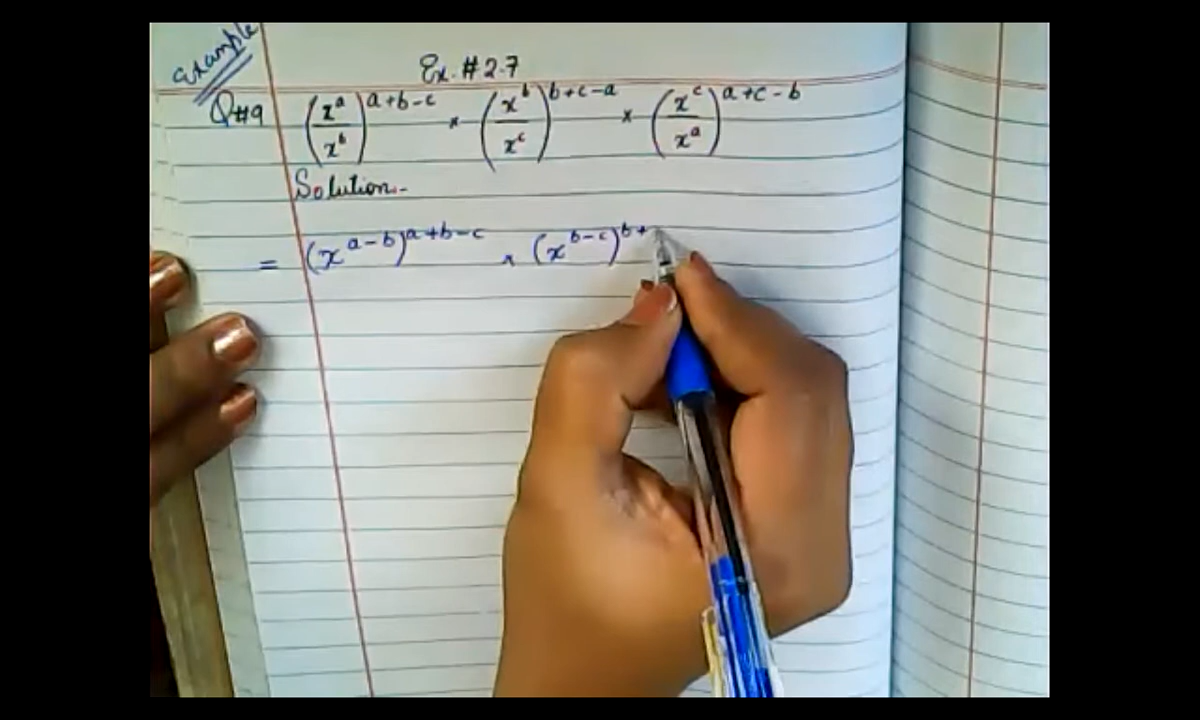 Example
Ex. # 2.7
Q#9 (x^a/x^b)^{a+b-c} × (x^b/x^c)^{b+c-a} × (x^c/x^a)^{a+c-b}
Solution.-
= (x^{a-b})^{a+b-c} × (x^{b-c})^{b+